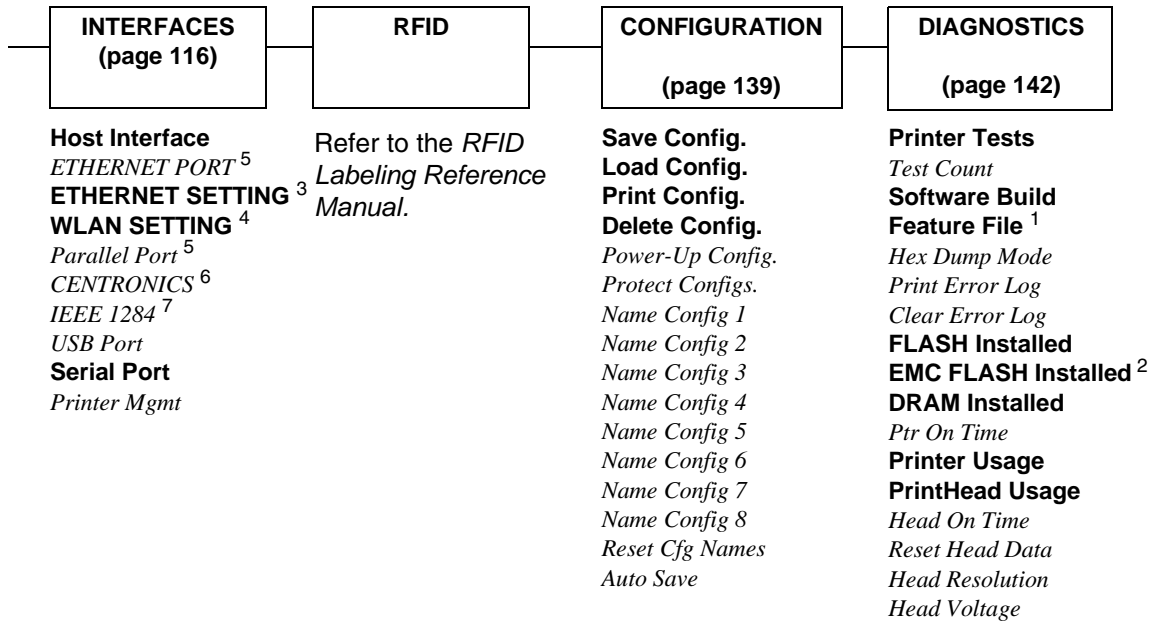 INTERFACES
(page 116)
Host Interface
ETHERNET PORT 5
ETHERNET SETTING 3
WLAN SETTING 4
Parallel Port 5
CENTRONICS 6
IEEE 1284 7
USB Port
Serial Port
Printer Mgmt
RFID
Refer to the RFID
Labeling Reference
Manual.
CONFIGURATION
(page 139)
Save Config.
Load Config.
Print Config.
Delete Config.
Power-Up Config.
Protect Configs.
Name Config 1
Name Config 2
Name Config 3
Name Config 4
Name Config 5
Name Config 6
Name Config 7
Name Config 8
Reset Cfg Names
Auto Save
DIAGNOSTICS
(page 142)
Printer Tests
Test Count
Software Build
Feature File 1
Hex Dump Mode
Print Error Log
Clear Error Log
FLASH Installed
EMC FLASH Installed 2
DRAM Installed
Ptr On Time
Printer Usage
PrintHead Usage
Head On Time
Reset Head Data
Head Resolution
Head Voltage